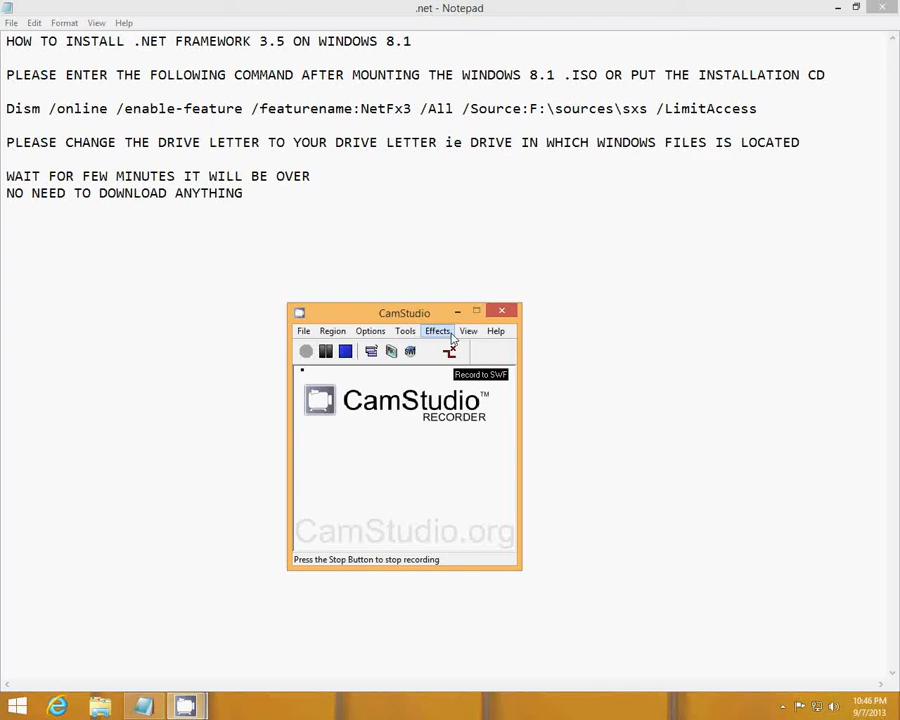 .net - Notepad
File Edit Format View Help
HOW TO INSTALL .NET FRAMEWORK 3.5 ON WINDOWS 8.1
PLEASE ENTER THE FOLLOWING COMMAND AFTER MOUNTING THE WINDOWS 8.1 .ISO OR PUT THE INSTALLATION CD
Dism /online /enable-feature /featurename:NetFx3 /All /Source:F:\sources\sxs /LimitAccess
PLEASE CHANGE THE DRIVE LETTER TO YOUR DRIVE LETTER ie DRIVE IN WHICH WINDOWS FILES IS LOCATED
WAIT FOR FEW MINUTES IT WILL BE OVER
NO NEED TO DOWNLOAD ANYTHING
CamStudio
File Region Options Tools Effects View Help
SWF
Record to SWF
CamStudio™
RECORDER
CamStudio.org
Press the Stop Button to stop recording
10:46 PM
9/7/2013